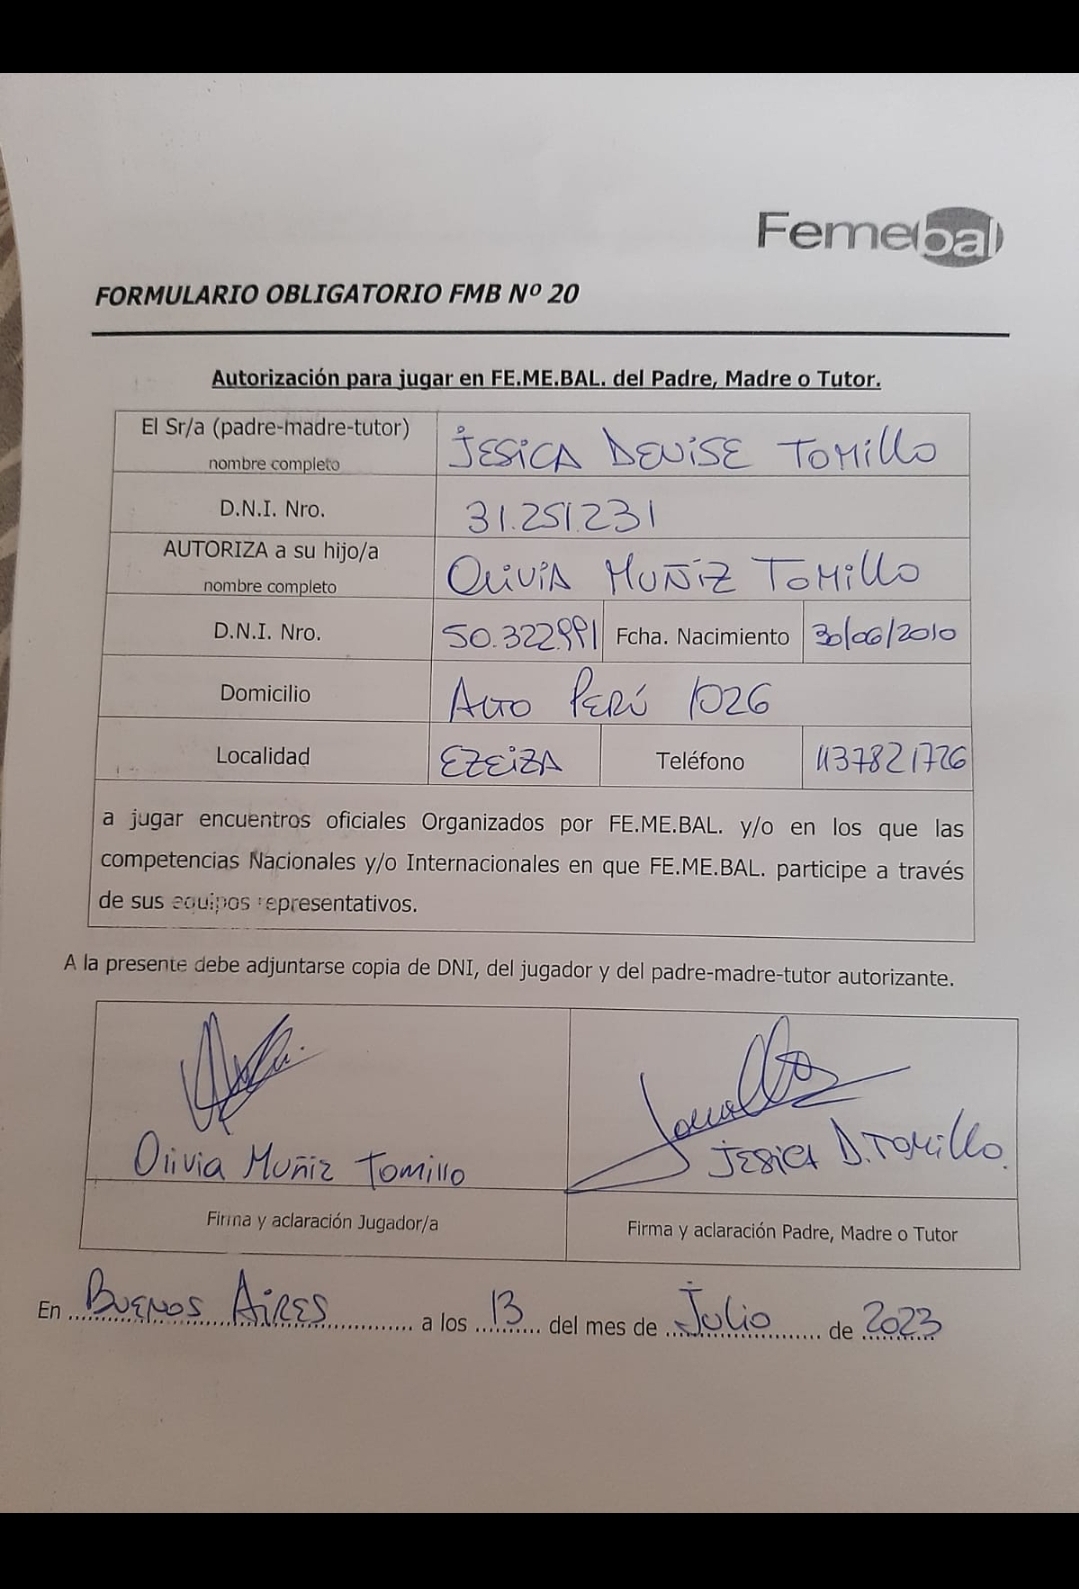 Femebal
FORMULARIO OBLIGATORIO FMB Nº 20
Autorización para jugar en FE.ME.BAL. del Padre, Madre o Tutor.
El Sr/a (padre-madre-tutor)
nombre completo
JESICA DENISE TOMILLO
D.N.I. Nro.
31.251.231
AUTORIZA a su hijo/a
nombre completo
OLIVIA MUÑIZ TOMILLO
D.N.I. Nro.
50.322.991
Fcha. Nacimiento
30/06/2010
Domicilio
ALTO PERÚ 1026
Localidad
EZEIZA
Teléfono
1137821726
a jugar encuentros oficiales Organizados por FE.ME.BAL. y/o en los que las
competencias Nacionales y/o Internacionales en que FE.ME.BAL. participe a través
de sus equipos representativos.
A la presente debe adjuntarse copia de DNI, del jugador y del padre-madre-tutor autorizante.
Olivia Muñiz Tomillo
JESICA D. TOMILLO.
Firma y aclaración Jugador/a
Firma y aclaración Padre, Madre o Tutor
En BUENOS AIRES a los 13 del mes de Julio de 2023